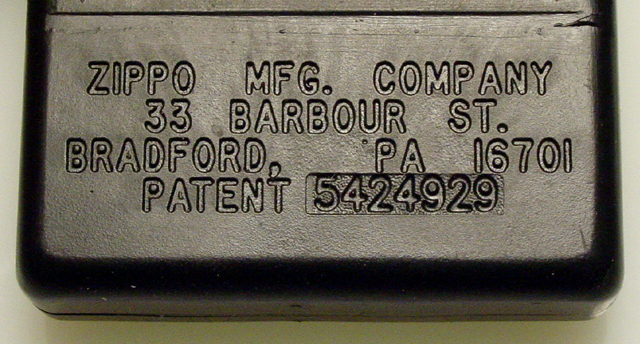 ZIPPO MFG. COMPANY
33 BARBOUR ST.
BRADFORD, PA 16701
PATENT 5424929